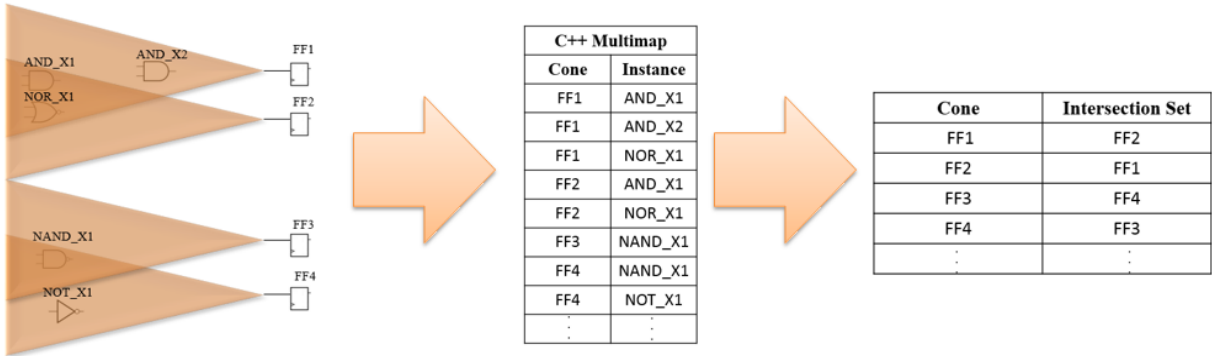 AND_X1
AND_X2
FF1
NOR_X1
FF2
NAND_X1
FF3
NOT_X1
FF4
C++ Multimap
Cone Instance
FF1 AND_X1
FF1 AND_X2
FF1 NOR_X1
FF2 AND_X1
FF2 NOR_X1
FF3 NAND_X1
FF4 NAND_X1
FF4 NOT_X1
Cone Intersection Set
FF1 FF2
FF2 FF1
FF3 FF4
FF4 FF3